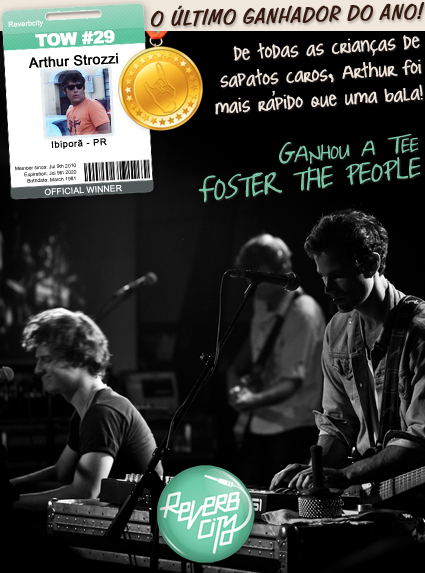 O ÚLTIMO GANHADOR DO ANO!
Reverbcity
TOW #29
Arthur Strozzi
Ibiporã - PR
Member since: Jul 9th 2010
Expiration: Jul 9th 2020
Birthdate: March 1981
OFFICIAL WINNER
DE TODAS AS CRIANÇAS DE
SAPATOS CAROS, ARTHUR FOI
MAIS RÁPIDO QUE UMA BALA!
GANHOU A TEE
FOSTER THE PEOPLE
REVERB
CITY